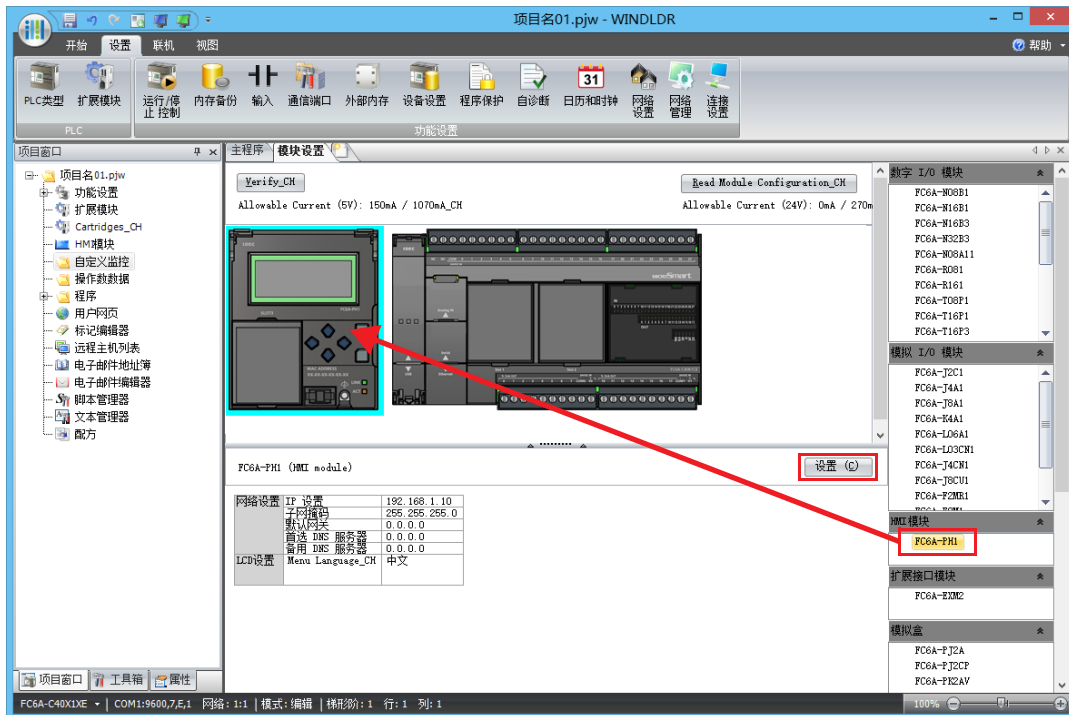 项目名01.pjw - WINDLDR
开始 设置 联机 视图 帮助
PLC类型 扩展模块 运行/停止 控制 内存备份 输入 通信端口 外部内存 设备设置 程序保护 自诊断 日历和时钟 网络设置 网络管理 连接设置
31
PLC 功能设置
项目窗口
项目名01.pjw
功能设置
扩展模块
Cartridges_CH
HMI模块
自定义监控
操作数数据
程序
用户网页
标记编辑器
远程主机列表
电子邮件地址簿
电子邮件编辑器
脚本管理器
文本管理器
配方
项目窗口 工具箱 属性
主程序 模块设置
Verify_CH Read Module Configuration_CH
Allowable Current (5V): 150mA / 1070mA_CH Allowable Current (24V): 0mA / 270m
IDEC
SLOT3 FC6A-PH1
MAC ADDRESS
XX-XX-XX-XX-XX-XX
LINK
ACT
FC6A-PH1 (HMI module) 设置 (C)
网络设置 IP 设置 192.168.1.10
子网掩码 255.255.255.0
默认网关 0.0.0.0
首选 DNS 服务器 0.0.0.0
备用 DNS 服务器 0.0.0.0
LCD设置 Menu Language_CH 中文
数字 I/O 模块
FC6A-N08B1
FC6A-N16B1
FC6A-N16B3
FC6A-N32B3
FC6A-N08A11
FC6A-R081
FC6A-R161
FC6A-T08P1
FC6A-T16P1
FC6A-T16P3
模拟 I/O 模块
FC6A-J2C1
FC6A-J4A1
FC6A-J8A1
FC6A-K4A1
FC6A-L06A1
FC6A-L03CN1
FC6A-J4CN1
FC6A-J8CU1
FC6A-F2MR1
HMI模块
FC6A-PH1
扩展接口模块
FC6A-EXM2
模拟盒
FC6A-PJ2A
FC6A-PJ2CP
FC6A-PK2AV
FC6A-C40X1XE COM1:9600,7,E,1 网络: 1:1 模式: 编辑 梯形阶: 1 行: 1 列: 1 100%